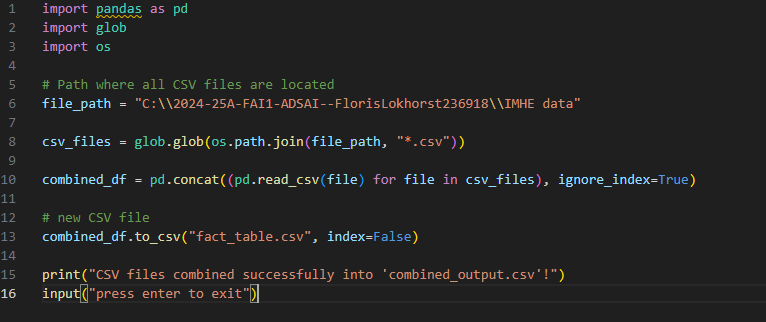 1 import pandas as pd
2 import glob
3 import os
4
5 # Path where all CSV files are located
6 file_path = "C:\\2024-25A-FAI1-ADSAI--FlorisLokhorst236918\\IMHE data"
7
8 csv_files = glob.glob(os.path.join(file_path, "*.csv"))
9
10 combined_df = pd.concat((pd.read_csv(file) for file in csv_files), ignore_index=True)
11
12 # new CSV file
13 combined_df.to_csv("fact_table.csv", index=False)
14
15 print("CSV files combined successfully into 'combined_output.csv'!")
16 input("press enter to exit")